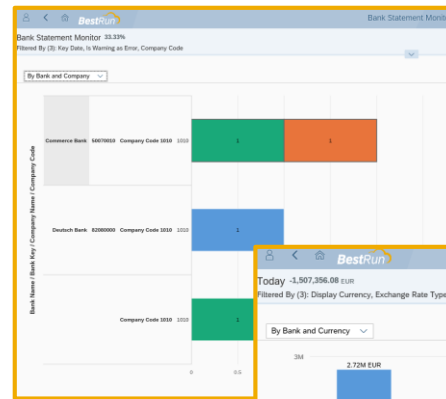 BestRun
Bank Statement Monito
Bank Statement Monitor 33.33%
Filtered By (3): Key Date, Is Warning as Error, Company Code
By Bank and Company
Bank Name / Bank Key / Company Name / Company Code
Commerce Bank 50070010 Company Code 1010 1010
1
1
Deutsch Bank 62080000 Company Code 1010 1010
1
Company Code 1010 1010
1
0
0.5
BestRun
Today -1,507,356.08 EUR
Filtered By (3): Display Currency, Exchange Rate Type
By Bank and Currency
3M
2.72M EUR